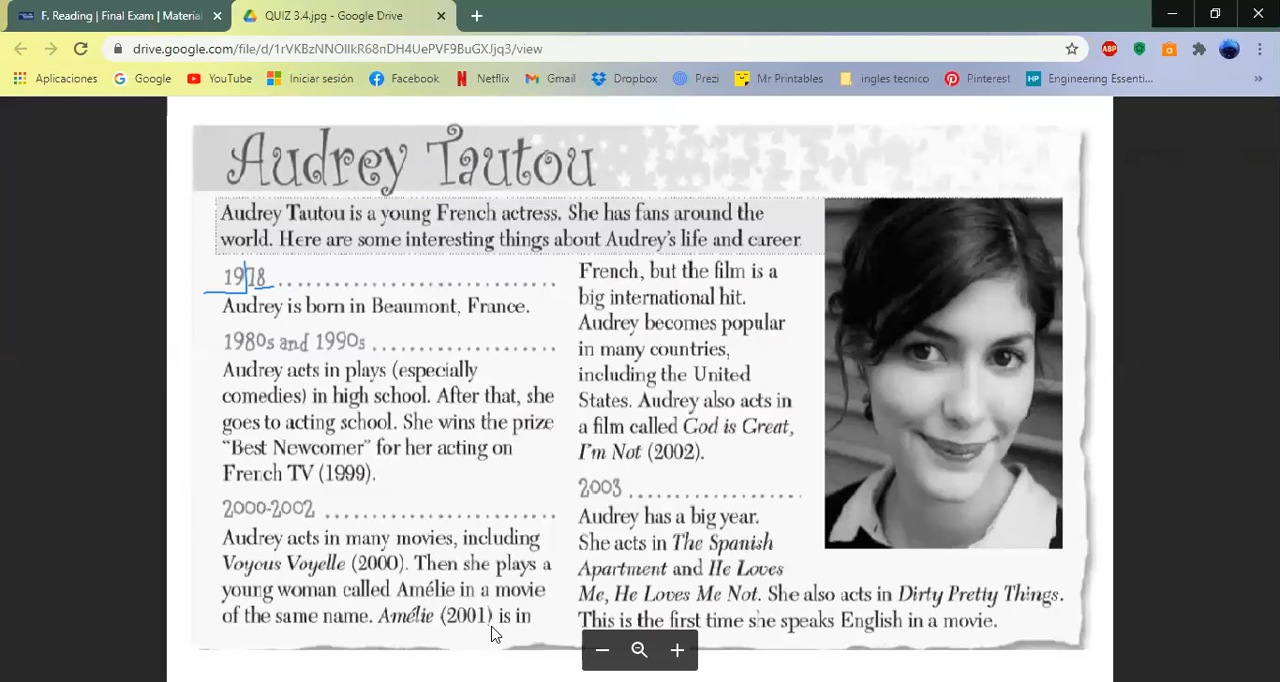 F. Reading | Final Exam | Material
QUIZ 3.4.jpg - Google Drive
drive.google.com/file/d/1rVKBzNNOIlkR68nDH4UePVF9BuGXJjq3/view
ABP
Aplicaciones
Google
YouTube
Iniciar sesión
Facebook
Netflix
Gmail
Dropbox
Prezi
Mr Printables
ingles tecnico
Pinterest
HP
Engineering Essenti...
Audrey Tautou
Audrey Tautou is a young French actress. She has fans around the
world. Here are some interesting things about Audrey's life and career.
1978
Audrey is born in Beaumont, France.
1980s and 1990s
Audrey acts in plays (especially
comedies) in high school. After that, she
goes to acting school. She wins the prize
"Best Newcomer" for her acting on
French TV (1999).
2000-2002
Audrey acts in many movies, including
Voyous Voyelle (2000). Then she plays a
young woman called Amélie in a movie
of the same name. Amélie (2001) is in
French, but the film is a
big international hit.
Audrey becomes popular
in many countries,
including the United
States. Audrey also acts in
a film called God is Great,
I'm Not (2002).
2003
Audrey has a big year.
She acts in The Spanish
Apartment and He Loves
Me, He Loves Me Not. She also acts in Dirty Pretty Things.
This is the first time she speaks English in a movie.